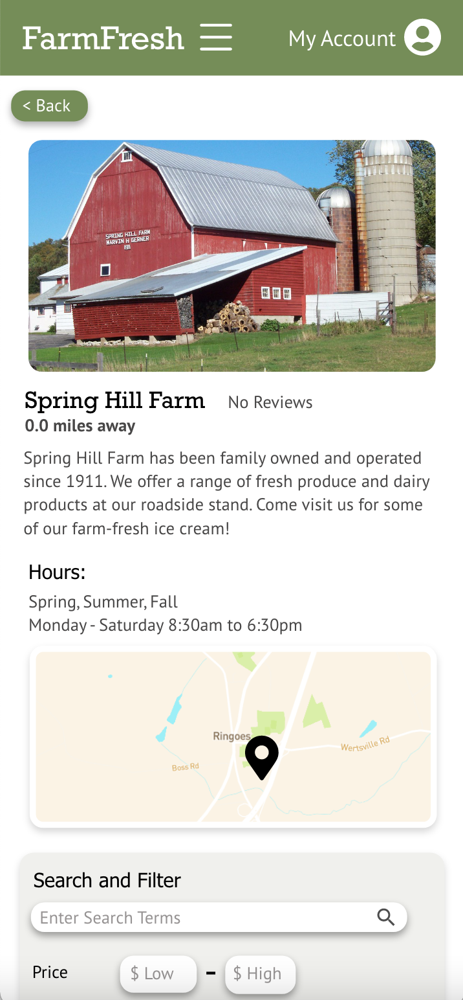 FarmFresh
My Account
< Back
SPRING HILL FARM
MARVIN H GERNER
1911
Spring Hill Farm No Reviews
0.0 miles away
Spring Hill Farm has been family owned and operated
since 1911. We offer a range of fresh produce and dairy
products at our roadside stand. Come visit us for some
of our farm-fresh ice cream!
Hours:
Spring, Summer, Fall
Monday - Saturday 8:30am to 6:30pm
Ringoes
Wertsville Rd
Boss Rd
Search and Filter
Enter Search Terms
Price $ Low - $ High